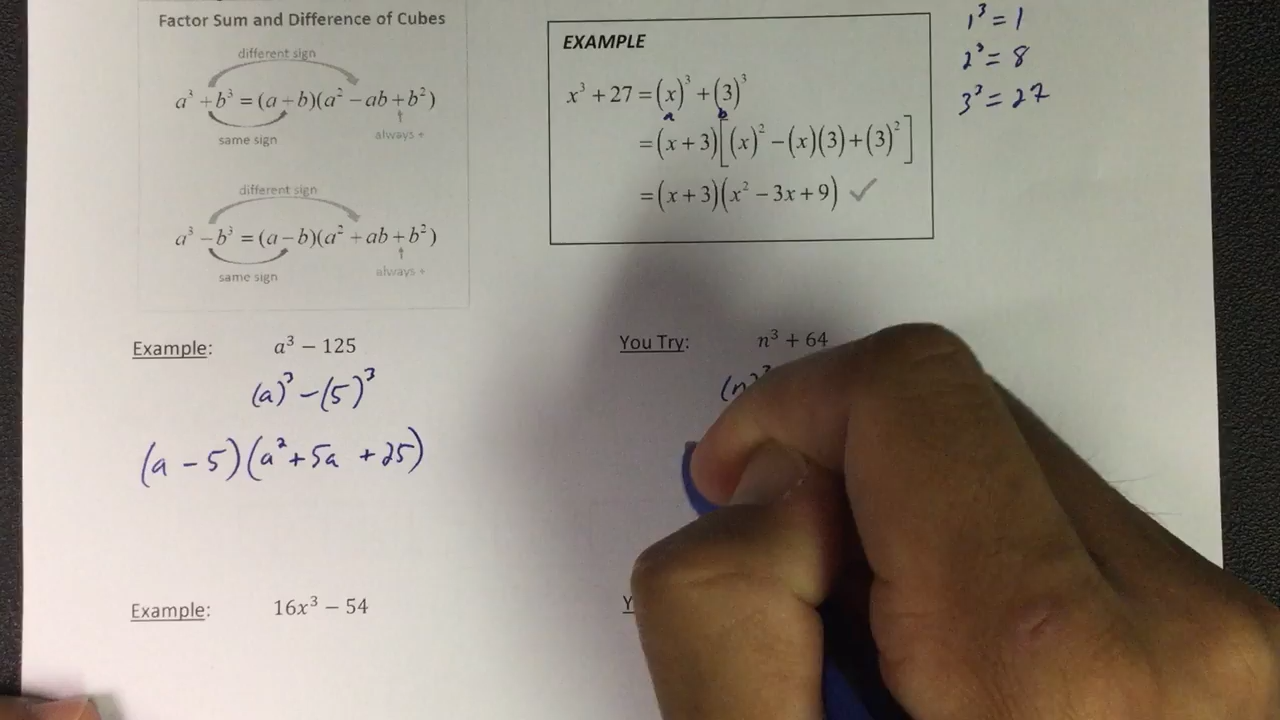 Factor Sum and Difference of Cubes
different sign
a³ + b³ = (a + b)(a² − ab + b²)
same sign
always +
different sign
a³ − b³ = (a − b)(a² + ab + b²)
same sign
always +
EXAMPLE
x³ + 27 = (x)³ + (3)³
a b
= (x + 3)[(x)² − (x)(3) + (3)²]
= (x + 3)(x² − 3x + 9) ✓
1³ = 1
2³ = 8
3³ = 27
Example: a³ − 125
(a)³ − (5)³
(a − 5)(a² + 5a + 25)
You Try: n³ + 64
(n)³
Example: 16x³ − 54
Y